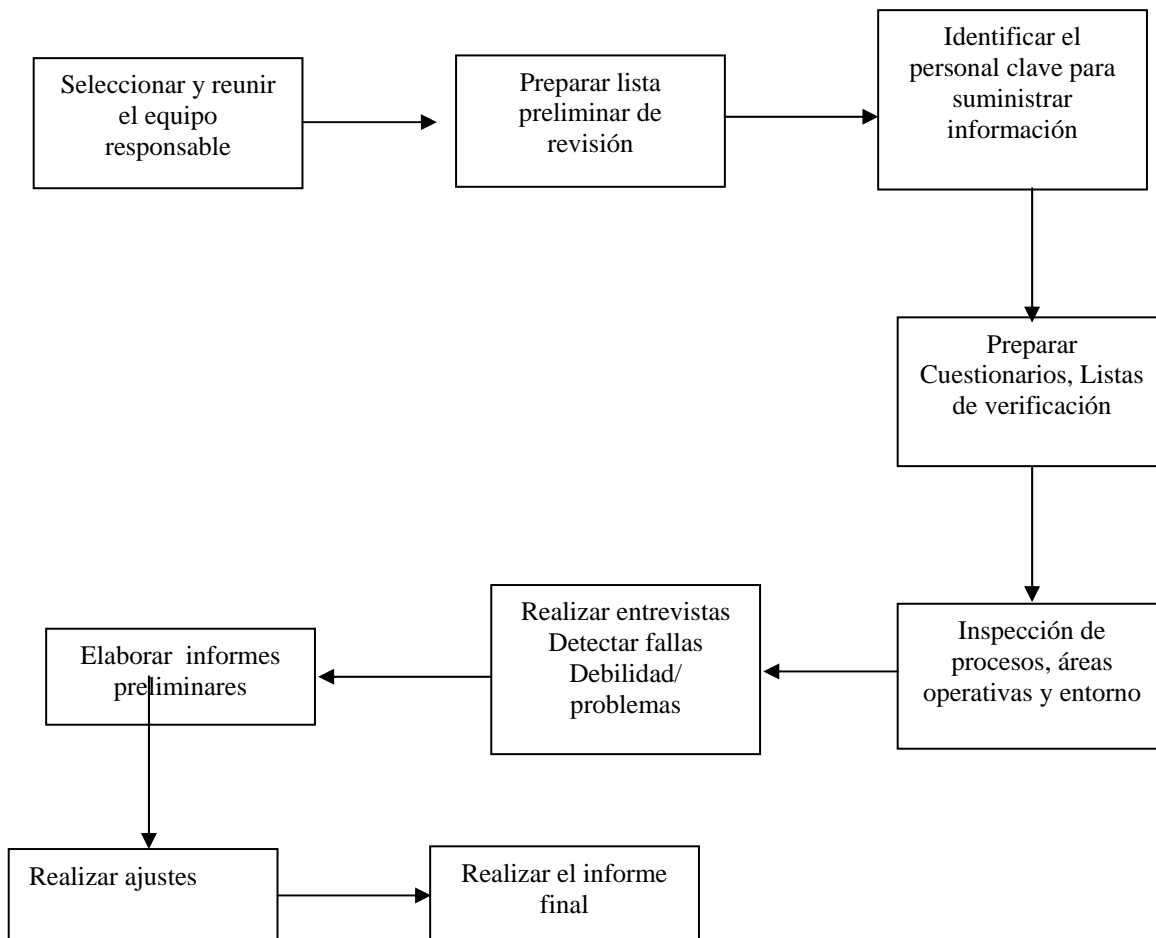 Seleccionar y reunir
el equipo
responsable
Preparar lista
preliminar de
revisión
Identificar el
personal clave para
suministrar
información
Preparar
Cuestionarios, Listas
de verificación
Inspección de
procesos, áreas
operativas y entorno
Realizar entrevistas
Detectar fallas
Debilidad/
problemas
Elaborar informes
preliminares
Realizar ajustes
Realizar el informe
final